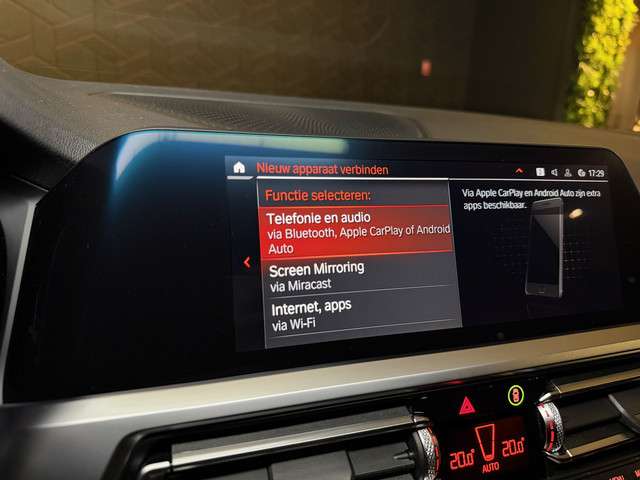 Nieuw apparaat verbinden
17:29
Functie selecteren:
Telefonie en audio
via Bluetooth, Apple CarPlay of Android
Auto
Screen Mirroring
via Miracast
Internet, apps
via Wi-Fi
Via Apple CarPlay en Android Auto zijn extra
apps beschikbaar.
20.0
AUTO
20.0